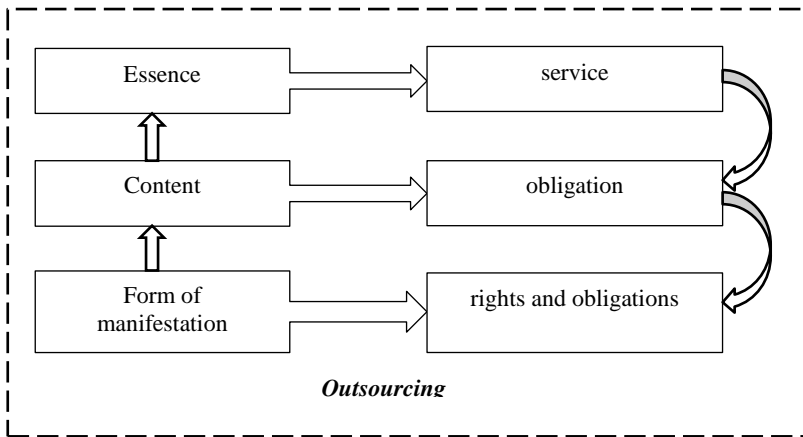 Essence
service
Content
obligation
Form of
manifestation
rights and obligations
Outsourcing